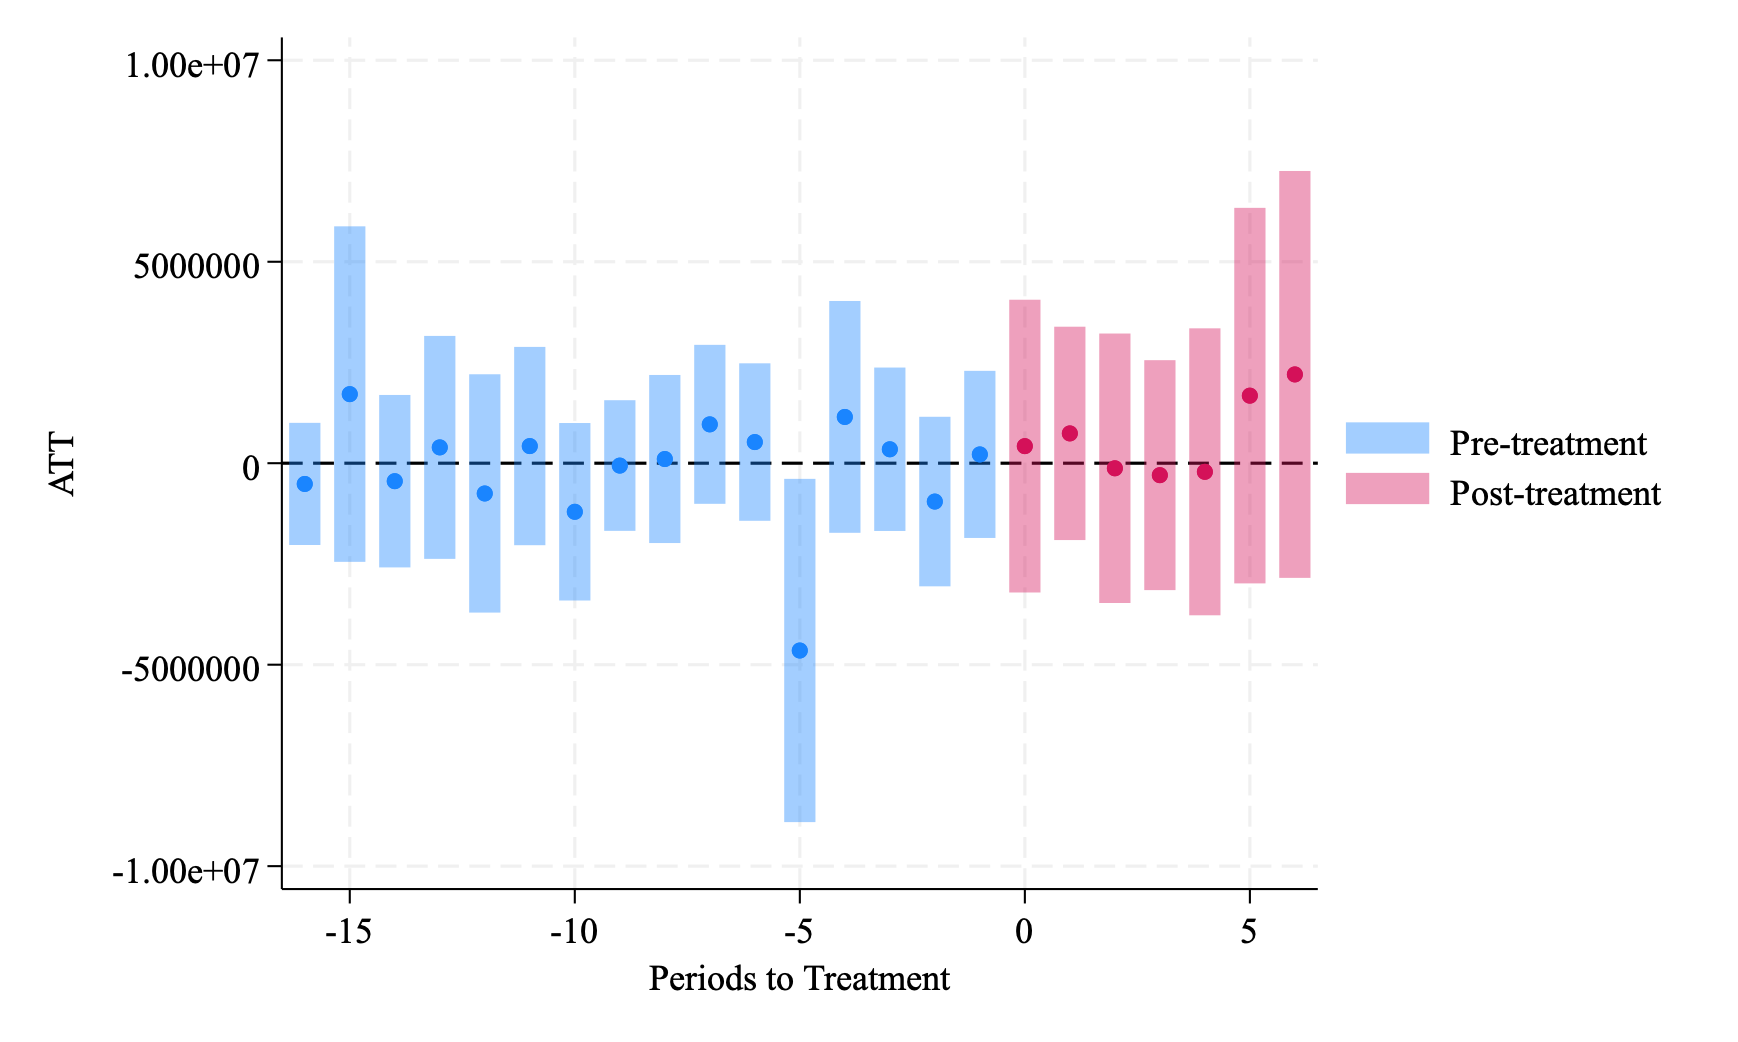 1.00e+07
5000000
0
-5000000
-1.00e+07
ATT
-15
-10
-5
0
5
Periods to Treatment
Pre-treatment
Post-treatment